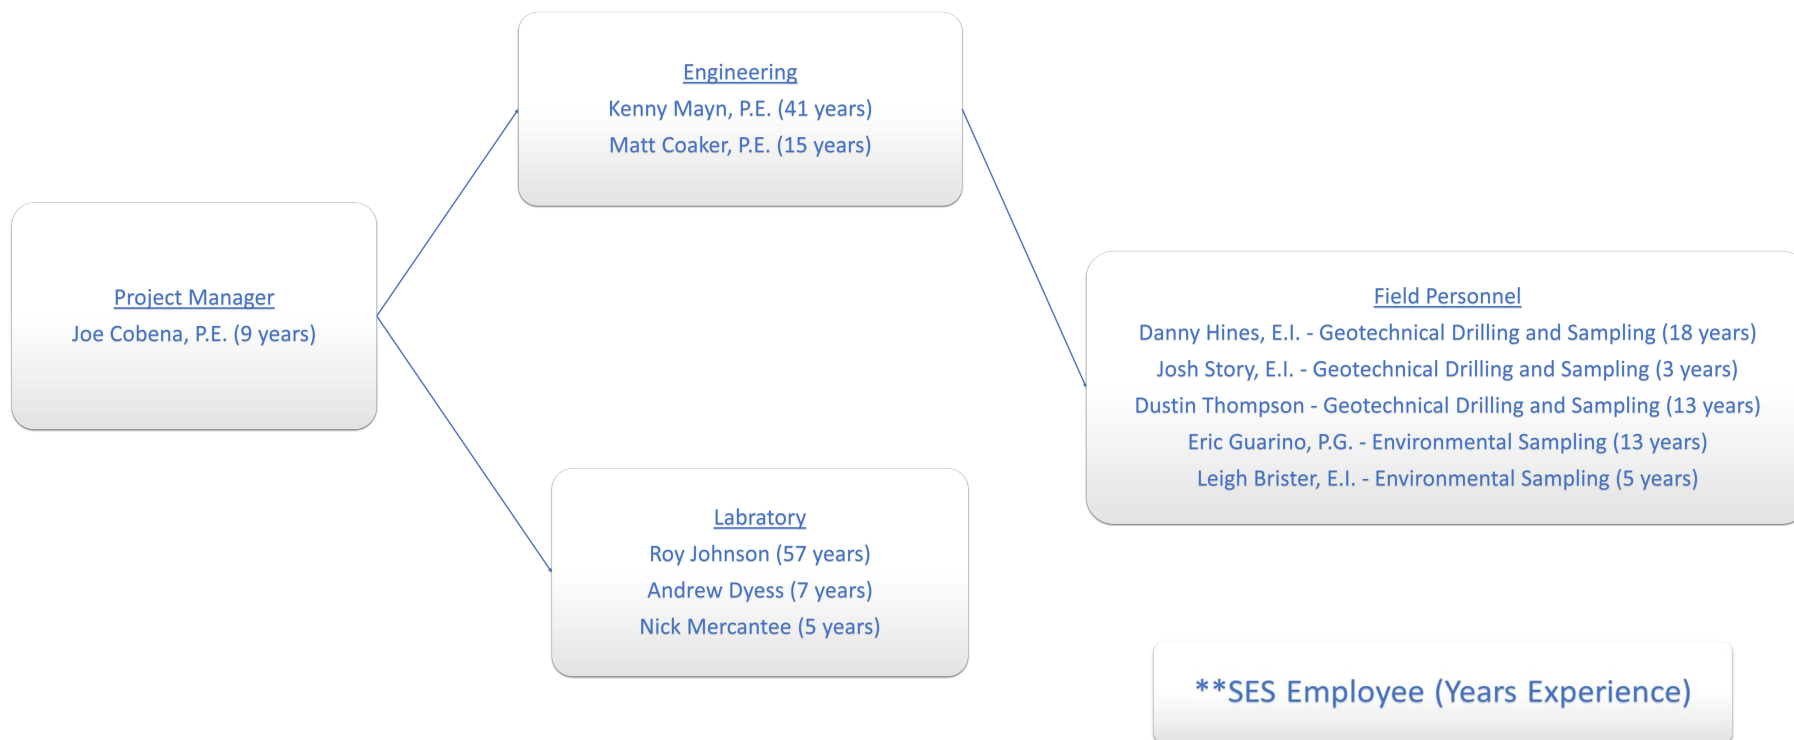 Engineering
Kenny Mayn, P.E. (41 years)
Matt Coaker, P.E. (15 years)
Project Manager
Joe Cobena, P.E. (9 years)
Field Personnel
Danny Hines, E.I. - Geotechnical Drilling and Sampling (18 years)
Josh Story, E.I. - Geotechnical Drilling and Sampling (3 years)
Dustin Thompson - Geotechnical Drilling and Sampling (13 years)
Eric Guarino, P.G. - Environmental Sampling (13 years)
Leigh Brister, E.I. - Environmental Sampling (5 years)
Labratory
Roy Johnson (57 years)
Andrew Dyess (7 years)
Nick Mercantee (5 years)
**SES Employee (Years Experience)